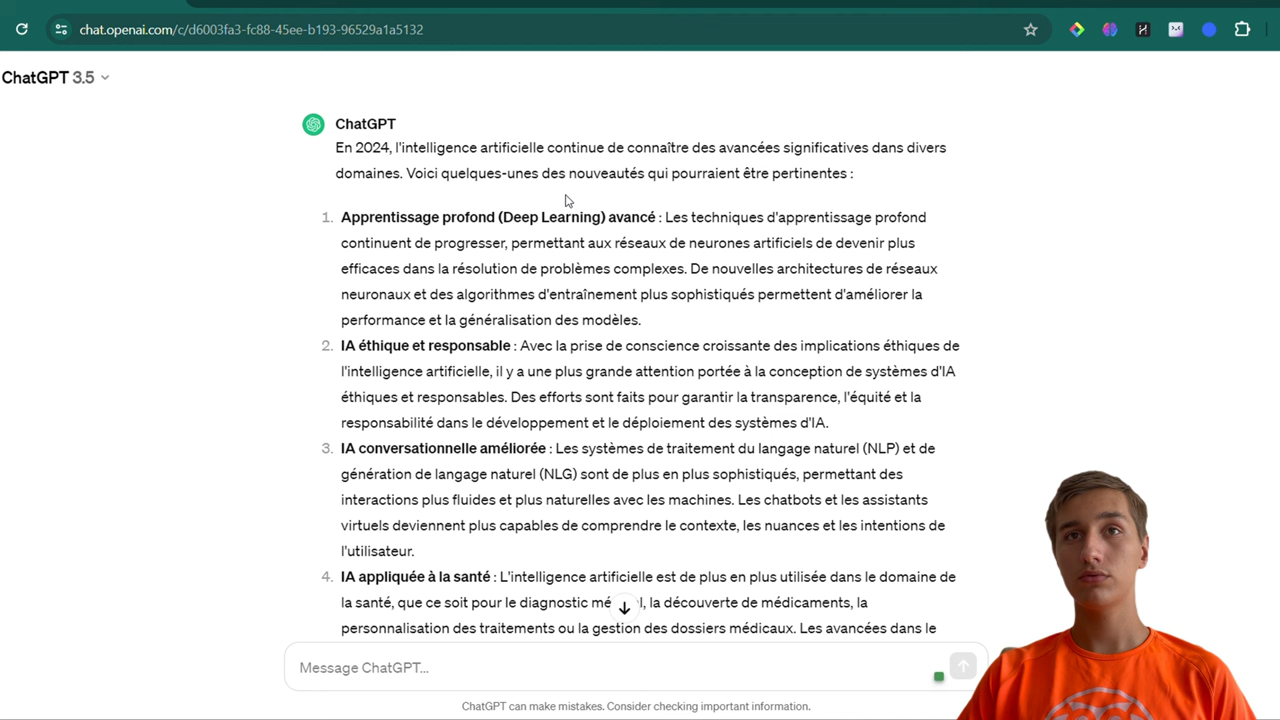 chat.openai.com/c/d6003fa3-fc88-45ee-b193-96529a1a5132
ChatGPT 3.5
ChatGPT
En 2024, l'intelligence artificielle continue de connaître des avancées significatives dans divers
domaines. Voici quelques-unes des nouveautés qui pourraient être pertinentes :
1. Apprentissage profond (Deep Learning) avancé : Les techniques d'apprentissage profond
continuent de progresser, permettant aux réseaux de neurones artificiels de devenir plus
efficaces dans la résolution de problèmes complexes. De nouvelles architectures de réseaux
neuronaux et des algorithmes d'entraînement plus sophistiqués permettent d'améliorer la
performance et la généralisation des modèles.
2. IA éthique et responsable : Avec la prise de conscience croissante des implications éthiques de
l'intelligence artificielle, il y a une plus grande attention portée à la conception de systèmes d'IA
éthiques et responsables. Des efforts sont faits pour garantir la transparence, l'équité et la
responsabilité dans le développement et le déploiement des systèmes d'IA.
3. IA conversationnelle améliorée : Les systèmes de traitement du langage naturel (NLP) et de
génération de langage naturel (NLG) sont de plus en plus sophistiqués, permettant des
interactions plus fluides et plus naturelles avec les machines. Les chatbots et les assistants
virtuels deviennent plus capables de comprendre le contexte, les nuances et les intentions de
l'utilisateur.
4. IA appliquée à la santé : L'intelligence artificielle est de plus en plus utilisée dans le domaine de
la santé, que ce soit pour le diagnostic , la découverte de médicaments, la
personnalisation des traitements ou la gestion des dossiers médicaux. Les avancées dans le
Message ChatGPT...
ChatGPT can make mistakes. Consider checking important information.